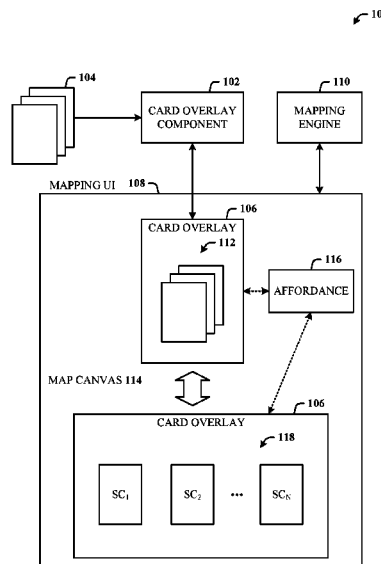 10
104
102
110
CARD OVERLAY
COMPONENT
MAPPING
ENGINE
MAPPING UI 108
106
CARD OVERLAY
112
116
AFFORDANCE
MAP CANVAS 114
106
CARD OVERLAY
118
SC1
SC2
•••
SCN